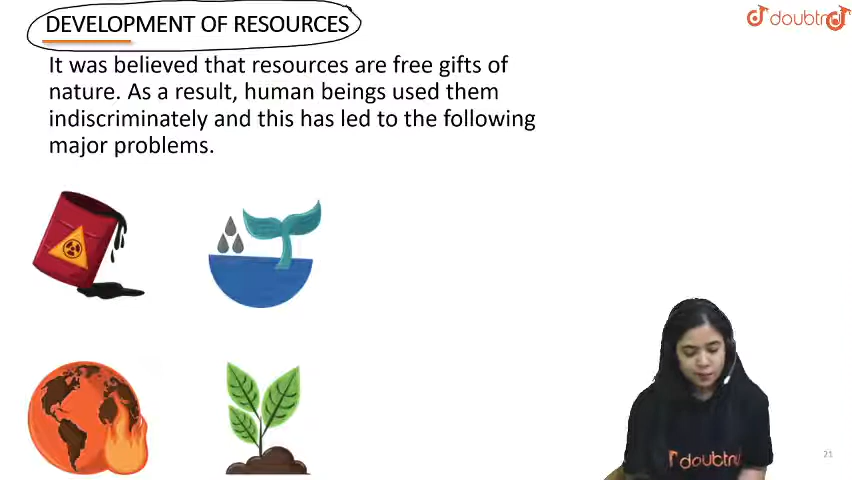 DEVELOPMENT OF RESOURCES
doubtnut
It was believed that resources are free gifts of
nature. As a result, human beings used them
indiscriminately and this has led to the following
major problems.
doubtnut
21